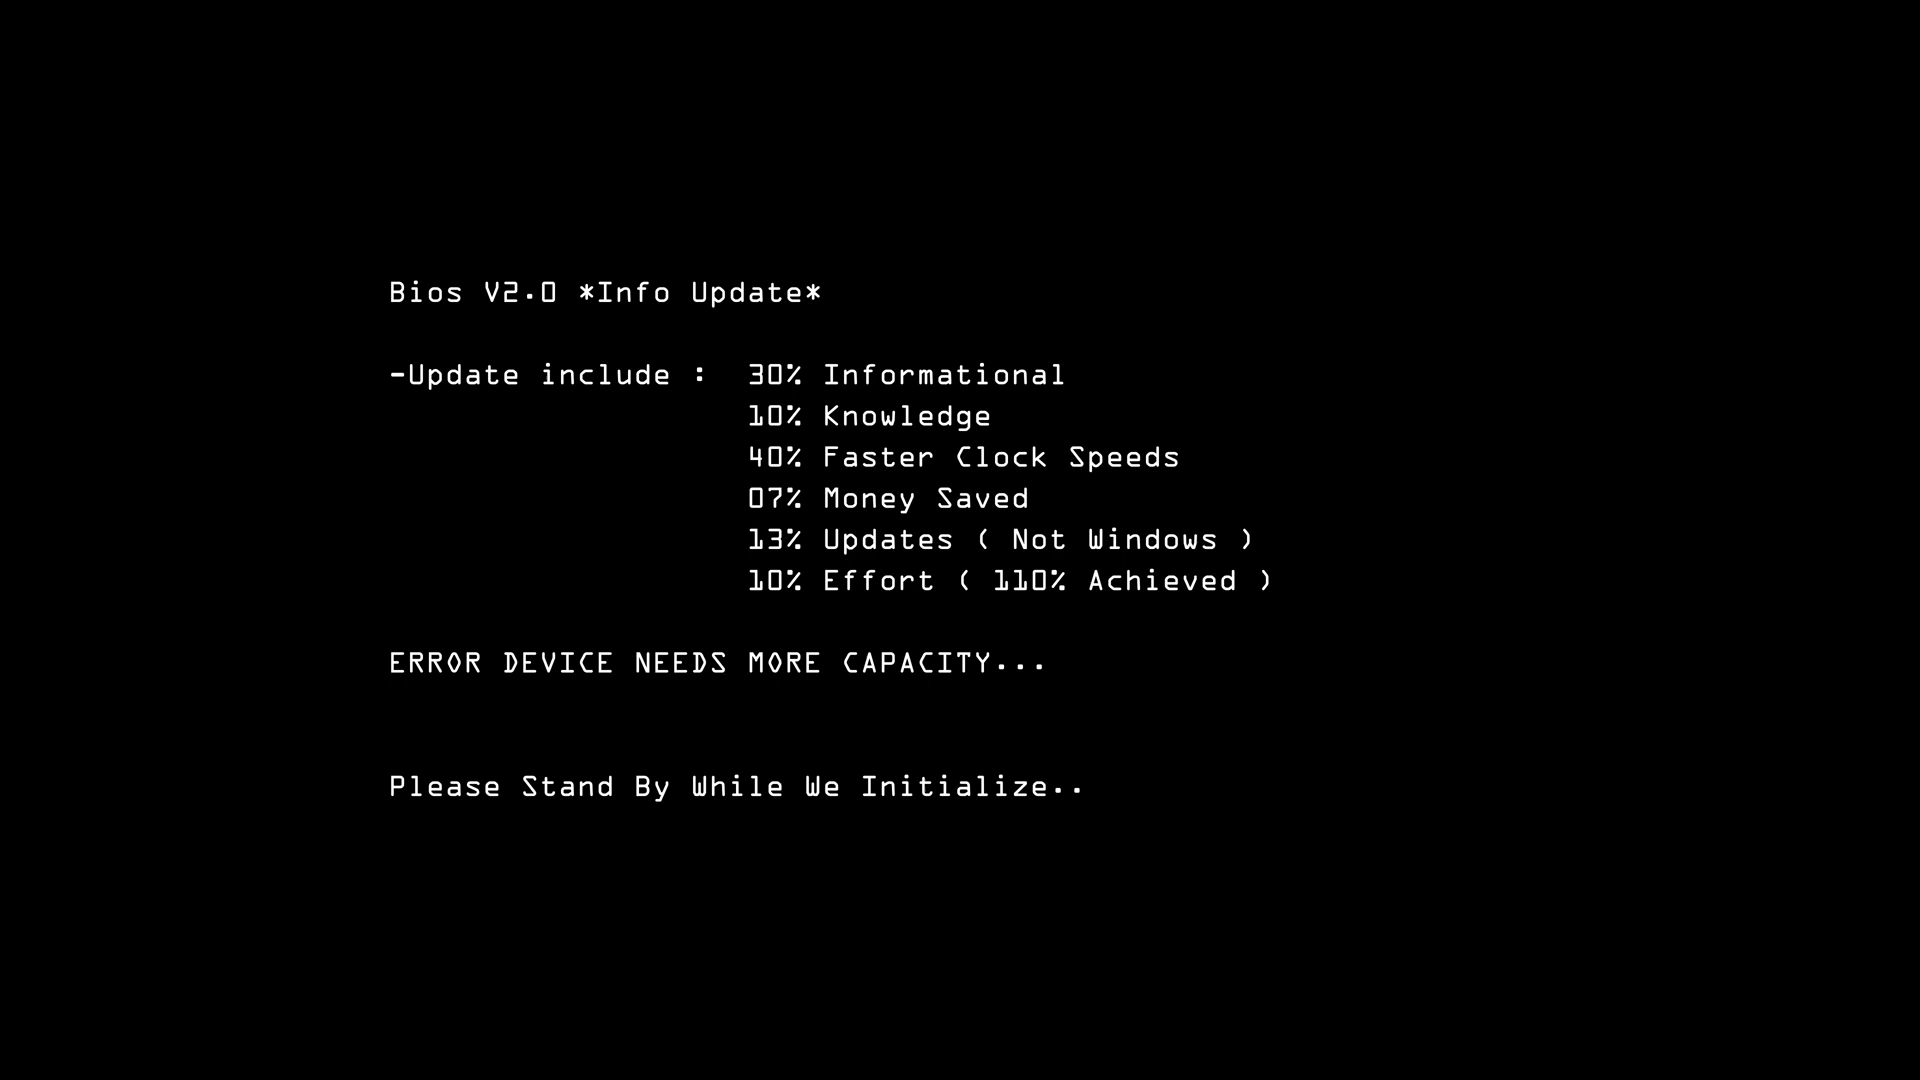 Bios V2.0 *Info Update*
-Update include : 30% Informational
10% Knowledge
40% Faster Clock Speeds
07% Money Saved
13% Updates ( Not Windows )
10% Effort ( 110% Achieved )
ERROR DEVICE NEEDS MORE CAPACITY...
Please Stand By While We Initialize..